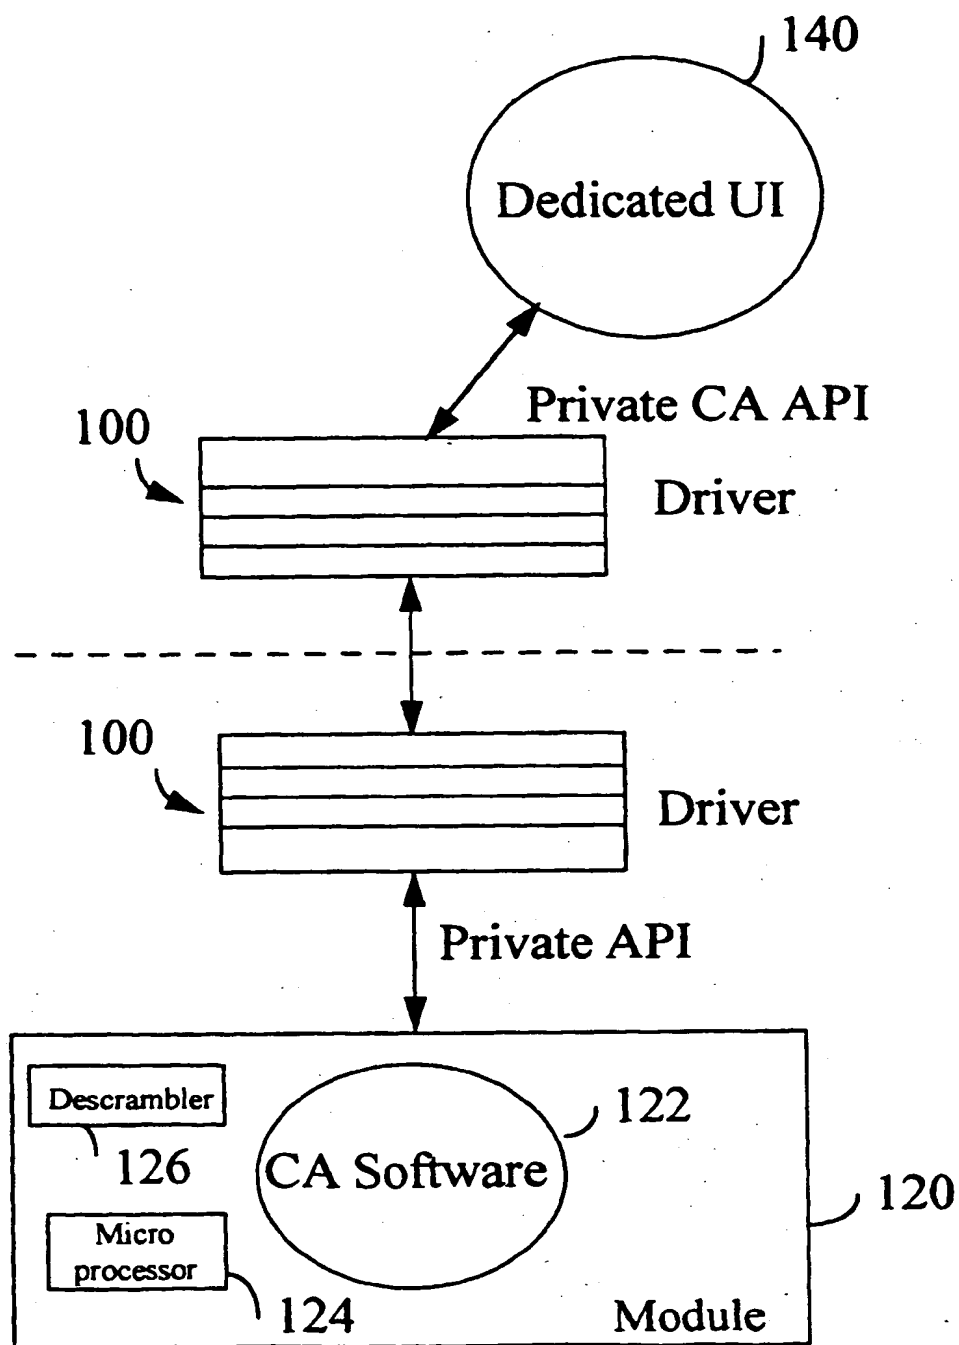 140
Dedicated UI
Private CA API
100
Driver
100
Driver
Private API
Descrambler
126
CA Software
122
120
Micro
processor
124
Module